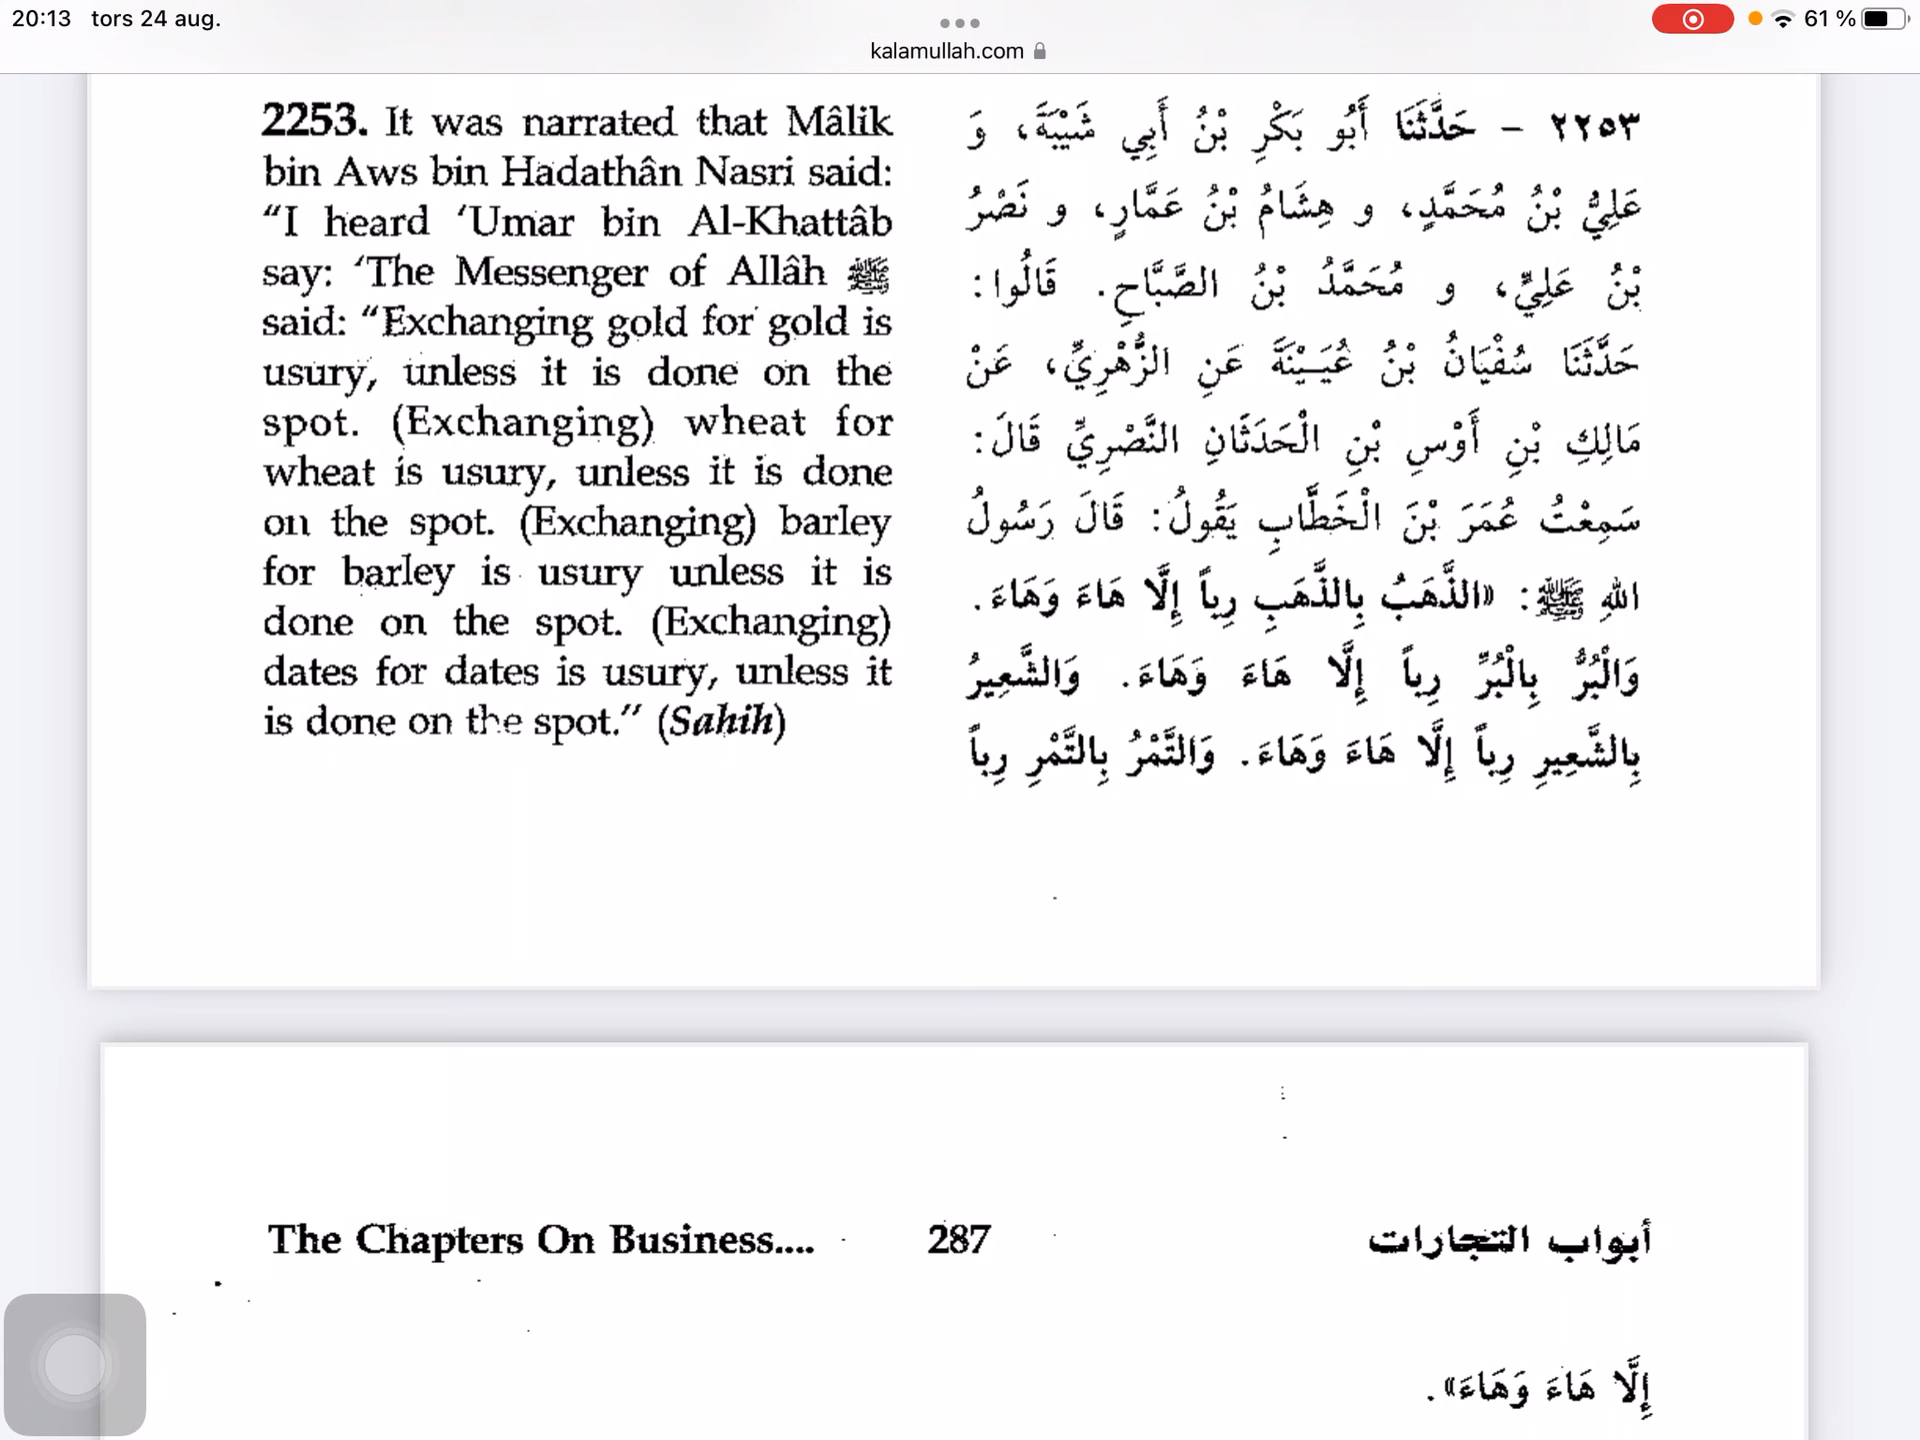 20:13 tors 24 aug.
61 %
kalamullah.com
2253. It was narrated that Mâlik
bin Aws bin Hadathân Nasri said:
"I heard 'Umar bin Al-Khattâb
say: 'The Messenger of Allâh ﷺ
said: "Exchanging gold for gold is
usury, unless it is done on the
spot. (Exchanging) wheat for
wheat is usury, unless it is done
on the spot. (Exchanging) barley
for barley is usury unless it is
done on the spot. (Exchanging)
dates for dates is usury, unless it
is done on the spot." (Sahih)
٢٢٥٣ - حَدَّثَنَا أَبُو بَكْرِ بْنُ أَبِي شَيْبَةَ، وَ
عَلِيُّ بْنُ مُحَمَّدٍ، و هِشَامُ بْنُ عَمَّارٍ، و نَصْرُ
بْنُ عَلِيٍّ، و مُحَمَّدُ بْنُ الصَّبَّاحِ. قَالُوا:
حَدَّثَنَا سُفْيَانُ بْنُ عُيَيْنَةَ عَنِ الزُّهْرِيِّ، عَنْ
مَالِكِ بْنِ أَوْسِ بْنِ الْحَدَثَانِ النَّصْرِيِّ قَالَ:
سَمِعْتُ عُمَرَ بْنَ الْخَطَّابِ يَقُولُ: قَالَ رَسُولُ
اللهِ ﷺ: «الذَّهَبُ بِالذَّهَبِ رِباً إِلَّا هَاءَ وَهَاءَ.
وَالْبُرُّ بِالْبُرِّ رِباً إِلَّا هَاءَ وَهَاءَ. وَالشَّعِيرُ
بِالشَّعِيرِ رِباً إِلَّا هَاءَ وَهَاءَ. وَالتَّمْرُ بِالتَّمْرِ رِباً
The Chapters On Business.... 287 أبواب التجارات
إِلَّا هَاءَ وَهَاءَ».